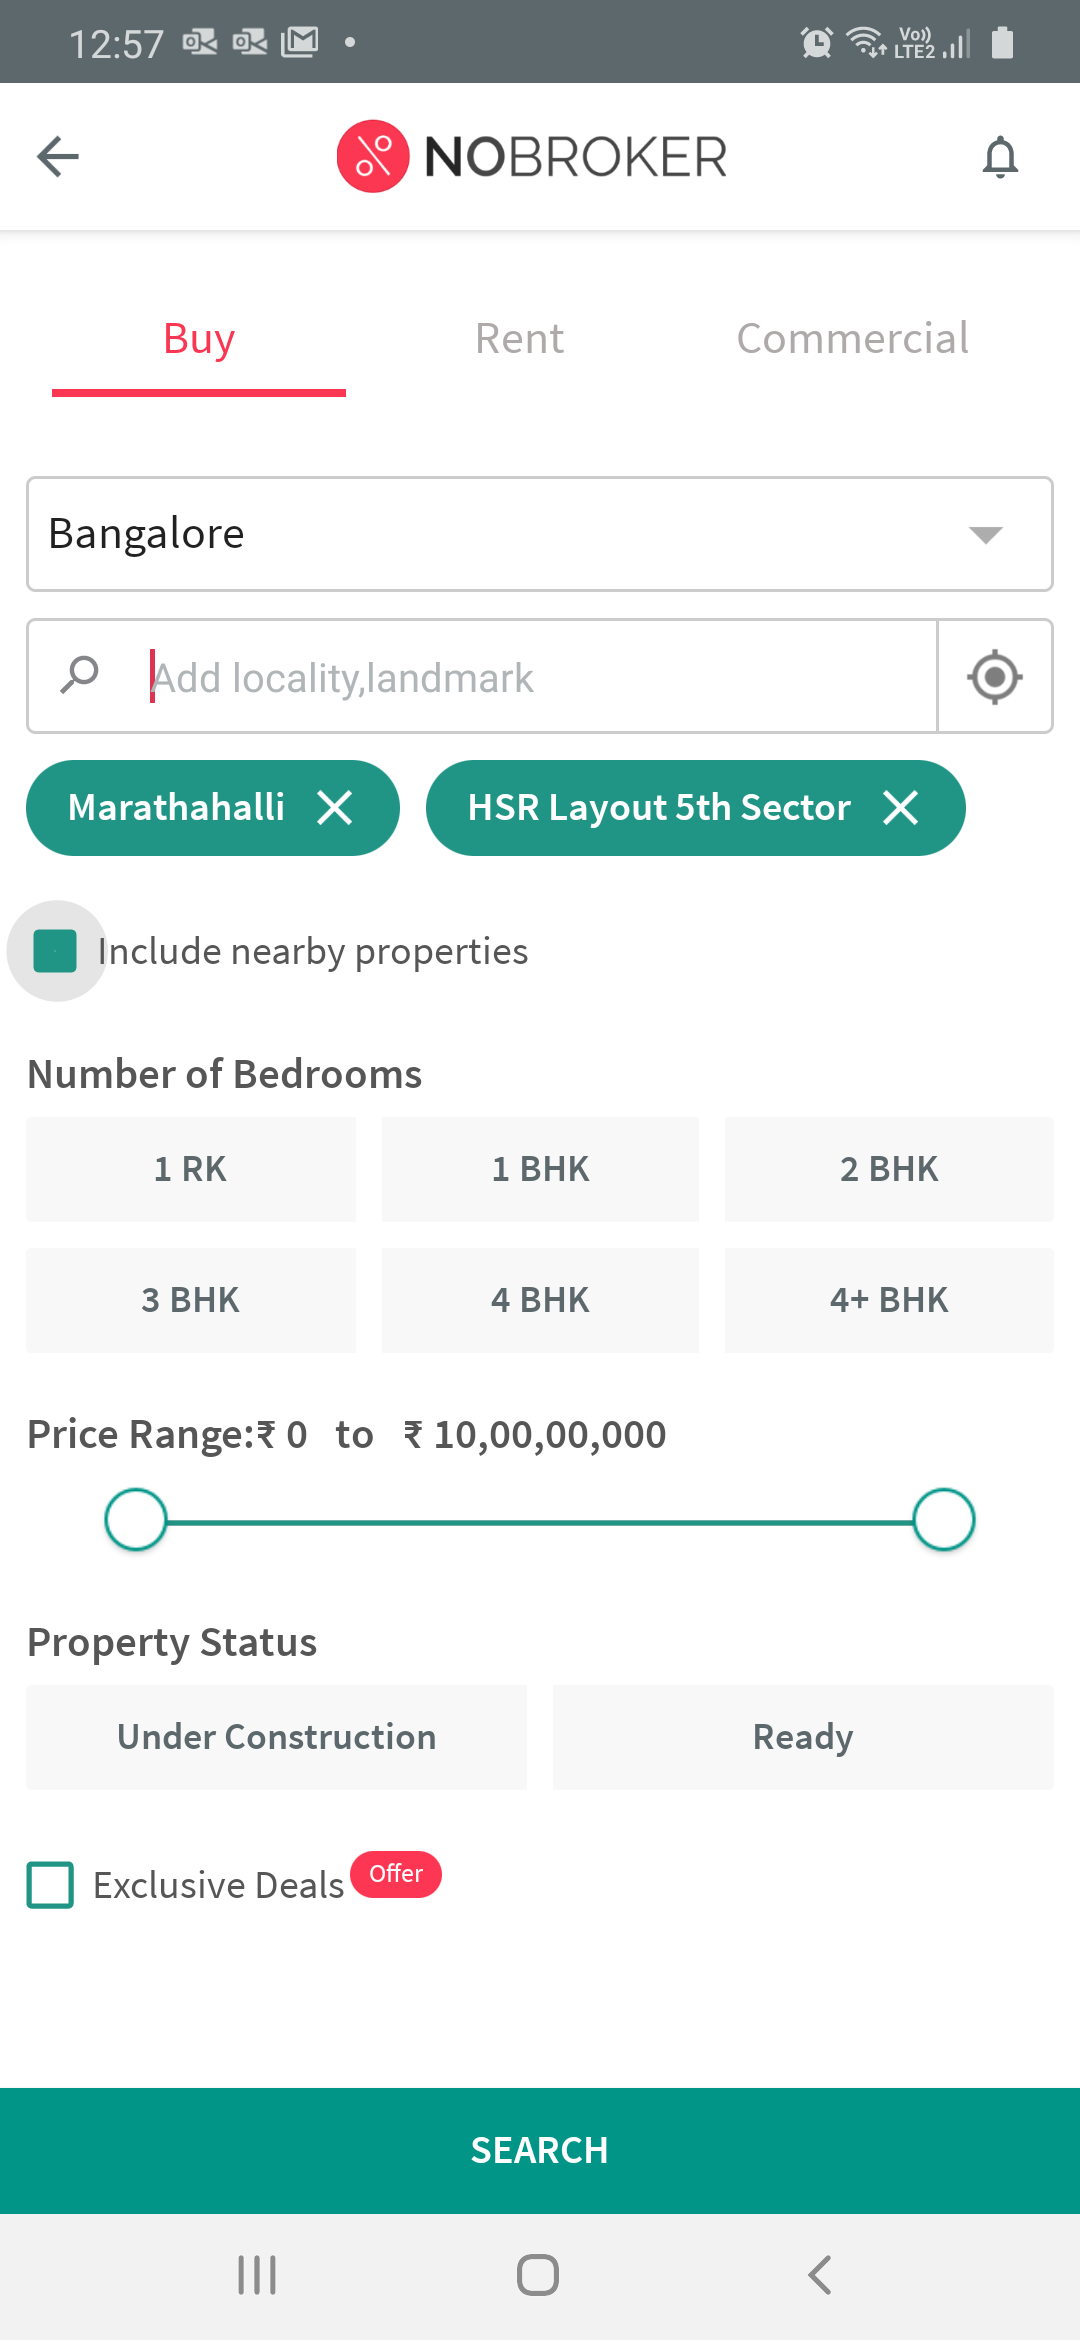 12:57
Vo))
LTE2
NOBROKER
Buy Rent Commercial
Bangalore
Add locality,landmark
Marathahalli HSR Layout 5th Sector
Include nearby properties
Number of Bedrooms
1 RK 1 BHK 2 BHK
3 BHK 4 BHK 4+ BHK
Price Range:₹ 0 to ₹ 10,00,00,000
Property Status
Under Construction Ready
Exclusive Deals Offer
SEARCH